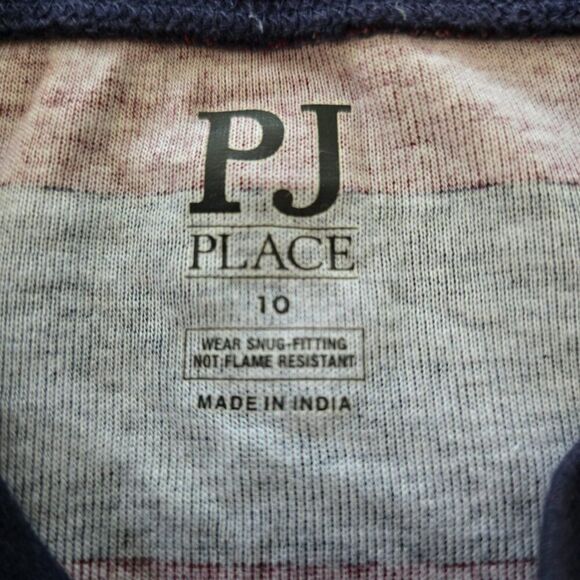 PJ
PLACE
10
WEAR SNUG-FITTING
NOT FLAME RESISTANT
MADE IN INDIA